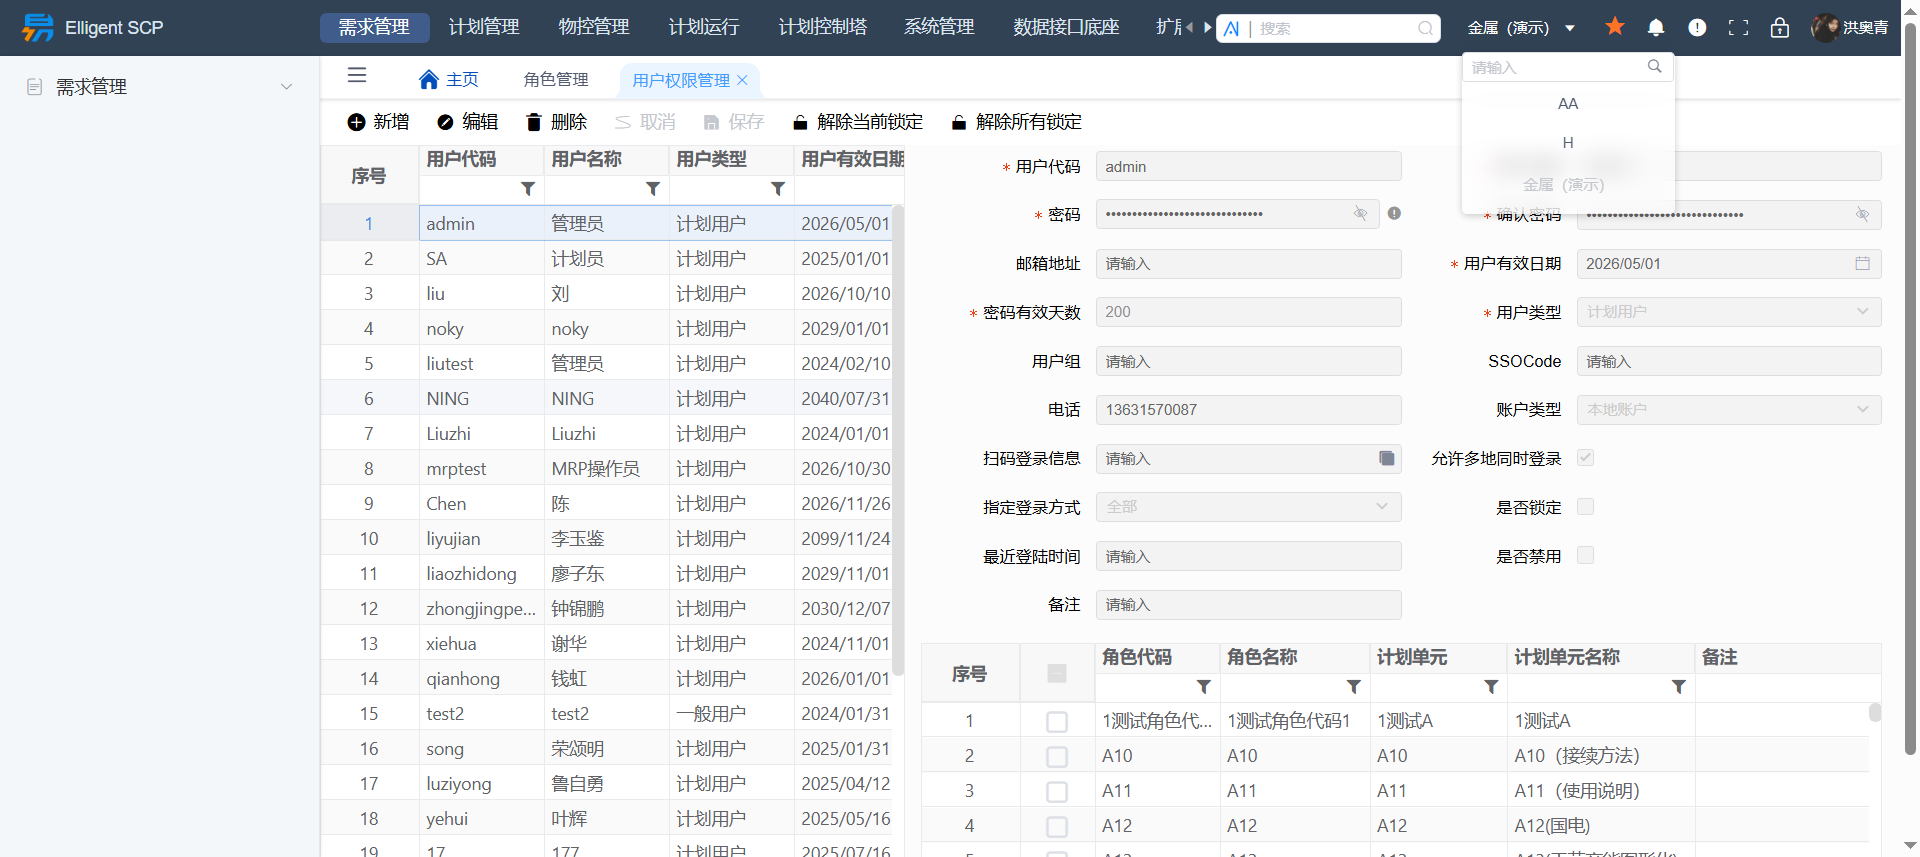 Elligent SCP
需求管理 计划管理 物控管理 计划运行 计划控制塔 系统管理 数据接口底座
AI | 搜索
金属（演示）
洪奥青
需求管理
主页 角色管理 用户权限管理
请输入
AA
H
金属（演示）
新增 编辑 删除 取消 保存 解除当前锁定 解除所有锁定
序号 用户代码 用户名称 用户类型 用户有效日期
1 admin 管理员 计划用户 2026/05/01
2 SA 计划员 计划用户 2025/01/01
3 liu 刘 计划用户 2026/10/10
4 noky noky 计划用户 2029/01/01
5 liutest 管理员 计划用户 2024/02/10
6 NING NING 计划用户 2040/07/31
7 Liuzhi Liuzhi 计划用户 2024/01/01
8 mrptest MRP操作员 计划用户 2026/10/30
9 Chen 陈 计划用户 2026/11/26
10 liyujian 李玉鉴 计划用户 2099/11/24
11 liaozhidong 廖子东 计划用户 2029/11/01
12 zhongjingpe... 钟锦鹏 计划用户 2030/12/07
13 xiehua 谢华 计划用户 2024/11/01
14 qianhong 钱虹 计划用户 2026/01/01
15 test2 test2 一般用户 2024/01/31
16 song 荣颂明 计划用户 2025/01/31
17 luziyong 鲁自勇 计划用户 2025/04/12
18 yehui 叶辉 计划用户 2025/05/16
19 17 177 计划用户 2025/07/16
* 用户代码 admin
* 密码 ••••••••••••••••••••••••••••••
* 确认密码 ••••••••••••••••••••••••••••••
邮箱地址 请输入
* 用户有效日期 2026/05/01
* 密码有效天数 200
* 用户类型 计划用户
用户组 请输入
SSOCode 请输入
电话 13631570087
账户类型 本地账户
扫码登录信息 请输入
允许多地同时登录
指定登录方式 全部
是否锁定
最近登陆时间 请输入
是否禁用
备注 请输入
序号 角色代码 角色名称 计划单元 计划单元名称 备注
1 1测试角色代... 1测试角色代码1 1测试A 1测试A
2 A10 A10 A10 A10（接续方法）
3 A11 A11 A11 A11（使用说明）
4 A12 A12 A12 A12(国电)